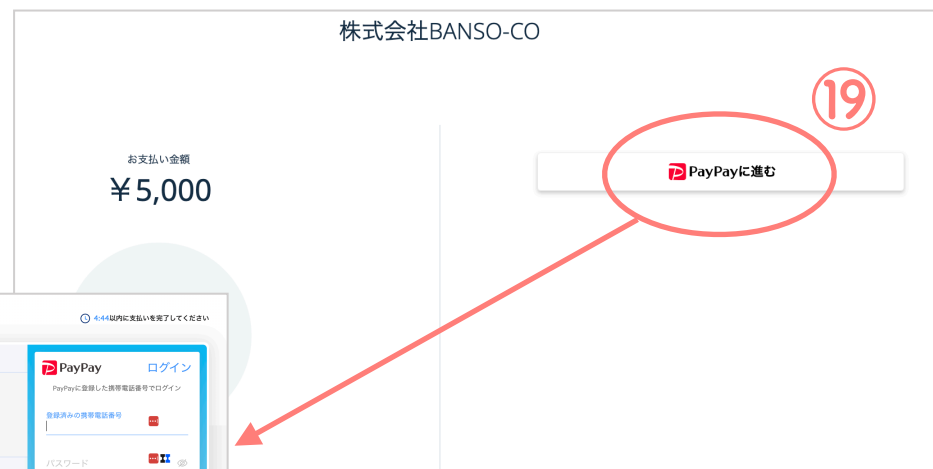 株式会社BANSO-CO
⑲
お支払い金額
￥5,000
PayPayに進む
4:44以内に支払いを完了してください
PayPay ログイン
PayPayに登録した携帯電話番号でログイン
登録済みの携帯電話番号
パスワード